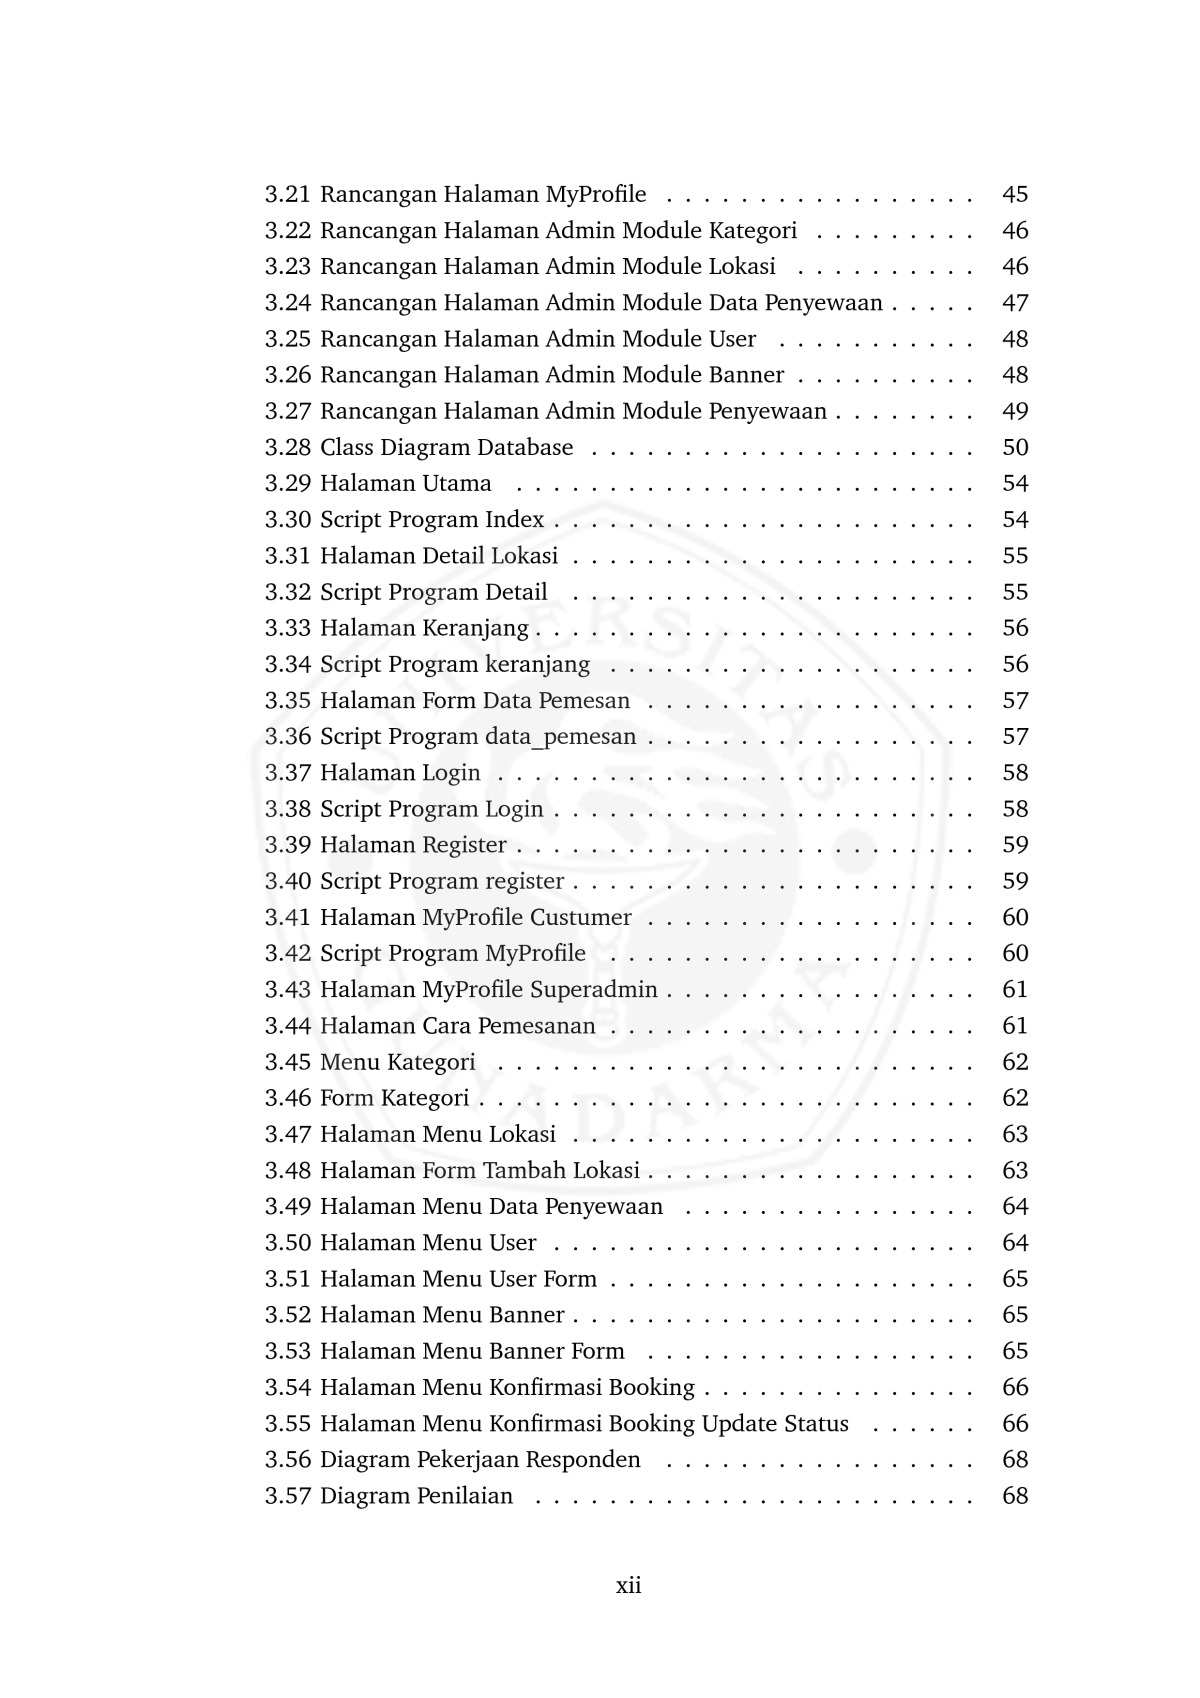 3.21 Rancangan Halaman MyProfile . . . . . . . . . . . . . . . . . 45
3.22 Rancangan Halaman Admin Module Kategori . . . . . . . . . 46
3.23 Rancangan Halaman Admin Module Lokasi . . . . . . . . . . 46
3.24 Rancangan Halaman Admin Module Data Penyewaan . . . . . 47
3.25 Rancangan Halaman Admin Module User . . . . . . . . . . . 48
3.26 Rancangan Halaman Admin Module Banner . . . . . . . . . . 48
3.27 Rancangan Halaman Admin Module Penyewaan . . . . . . . . 49
3.28 Class Diagram Database . . . . . . . . . . . . . . . . . . . . . 50
3.29 Halaman Utama . . . . . . . . . . . . . . . . . . . . . . . . . 54
3.30 Script Program Index . . . . . . . . . . . . . . . . . . . . . . . 54
3.31 Halaman Detail Lokasi . . . . . . . . . . . . . . . . . . . . . . 55
3.32 Script Program Detail . . . . . . . . . . . . . . . . . . . . . . 55
3.33 Halaman Keranjang . . . . . . . . . . . . . . . . . . . . . . . . 56
3.34 Script Program keranjang . . . . . . . . . . . . . . . . . . . . 56
3.35 Halaman Form Data Pemesan . . . . . . . . . . . . . . . . . . 57
3.36 Script Program data_pemesan . . . . . . . . . . . . . . . . . . 57
3.37 Halaman Login . . . . . . . . . . . . . . . . . . . . . . . . . . 58
3.38 Script Program Login . . . . . . . . . . . . . . . . . . . . . . . 58
3.39 Halaman Register . . . . . . . . . . . . . . . . . . . . . . . . . 59
3.40 Script Program register . . . . . . . . . . . . . . . . . . . . . . 59
3.41 Halaman MyProfile Custumer . . . . . . . . . . . . . . . . . . 60
3.42 Script Program MyProfile . . . . . . . . . . . . . . . . . . . . 60
3.43 Halaman MyProfile Superadmin . . . . . . . . . . . . . . . . . 61
3.44 Halaman Cara Pemesanan . . . . . . . . . . . . . . . . . . . . 61
3.45 Menu Kategori . . . . . . . . . . . . . . . . . . . . . . . . . . 62
3.46 Form Kategori . . . . . . . . . . . . . . . . . . . . . . . . . . . 62
3.47 Halaman Menu Lokasi . . . . . . . . . . . . . . . . . . . . . . 63
3.48 Halaman Form Tambah Lokasi . . . . . . . . . . . . . . . . . . 63
3.49 Halaman Menu Data Penyewaan . . . . . . . . . . . . . . . . 64
3.50 Halaman Menu User . . . . . . . . . . . . . . . . . . . . . . . 64
3.51 Halaman Menu User Form . . . . . . . . . . . . . . . . . . . . 65
3.52 Halaman Menu Banner . . . . . . . . . . . . . . . . . . . . . . 65
3.53 Halaman Menu Banner Form . . . . . . . . . . . . . . . . . . 65
3.54 Halaman Menu Konfirmasi Booking . . . . . . . . . . . . . . . 66
3.55 Halaman Menu Konfirmasi Booking Update Status . . . . . . 66
3.56 Diagram Pekerjaan Responden . . . . . . . . . . . . . . . . . 68
3.57 Diagram Penilaian . . . . . . . . . . . . . . . . . . . . . . . . 68
UNIVERSITAS
GUNADARMA
xii